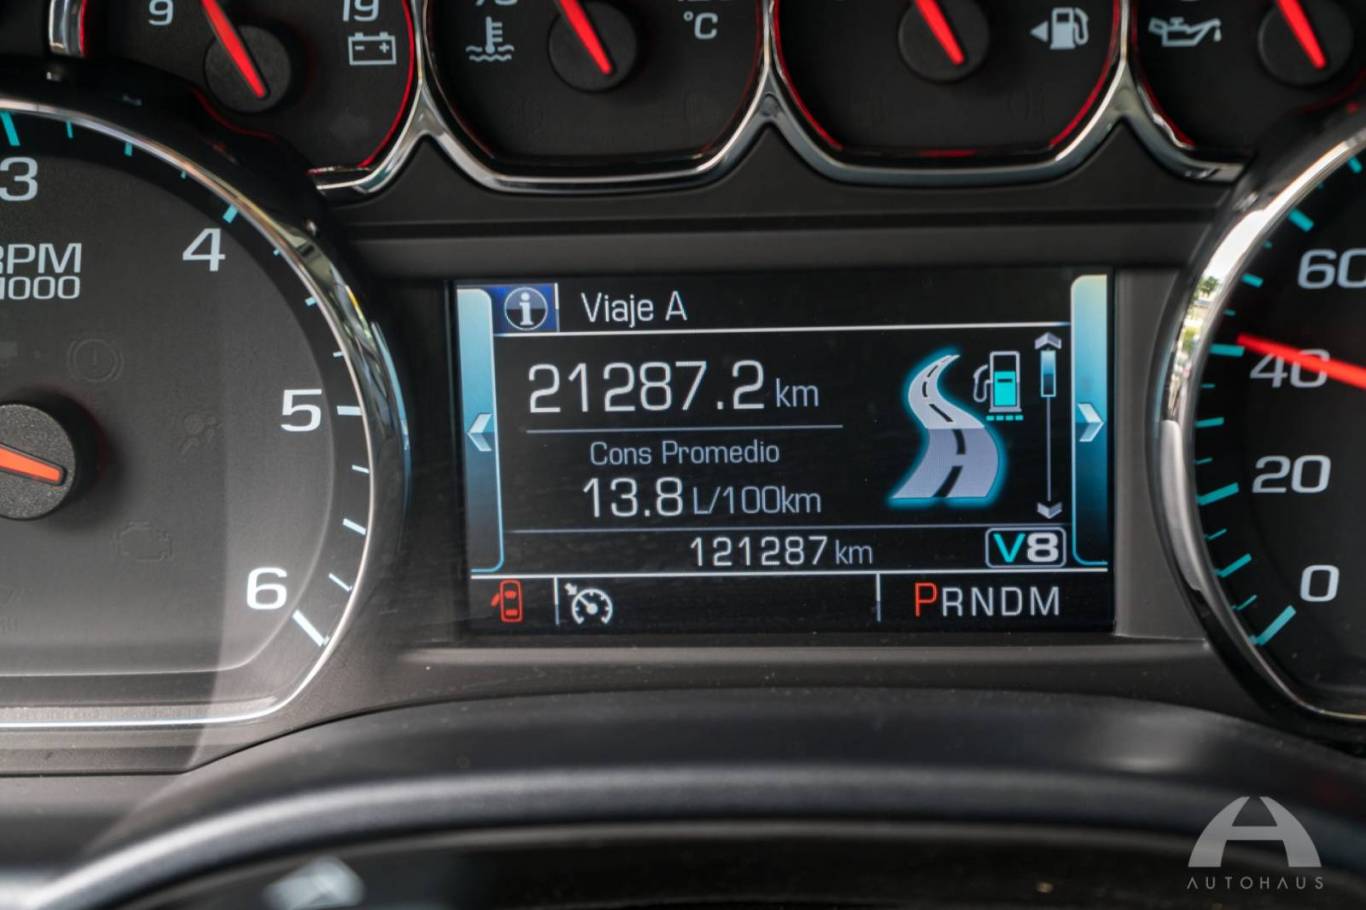 9
19
°C
3
4
RPM
1000
5
6
60
40
20
0
i Viaje A
21287.2 km
Cons Promedio
13.8 L/100km
121287 km V8
PRNDM
AUTOHAUS